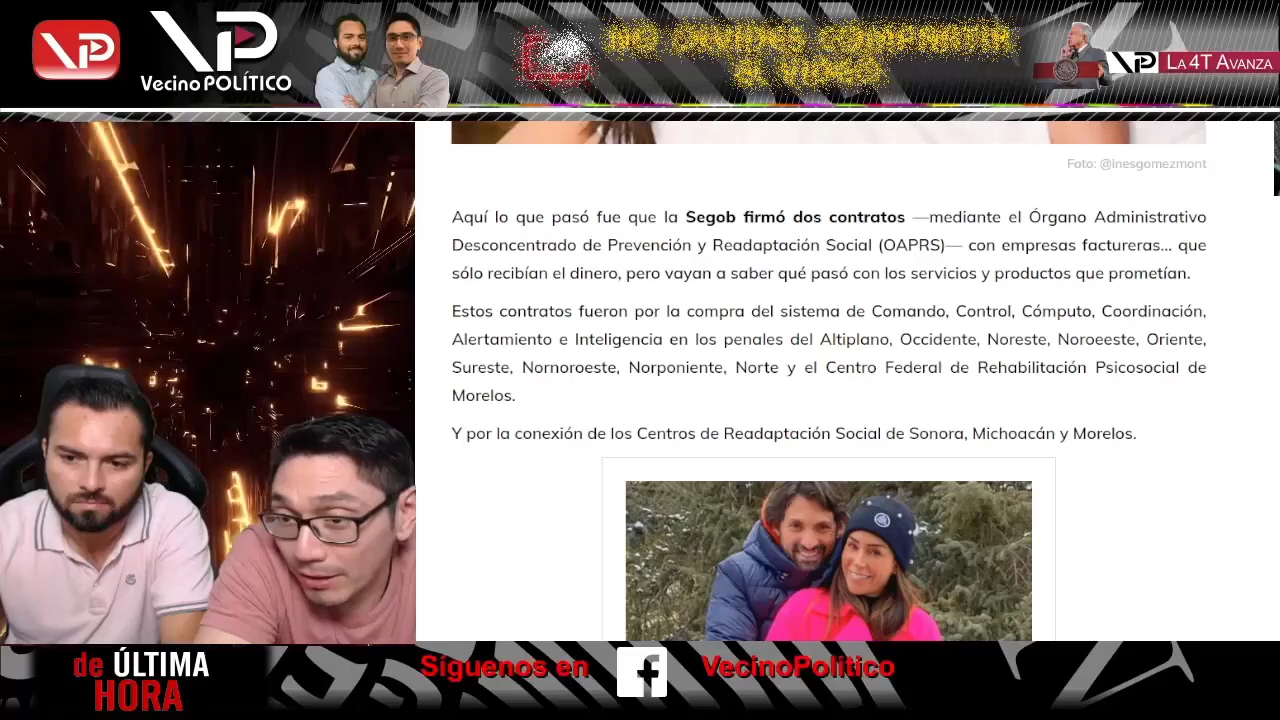 VP
VP
Vecino POLÍTICO
VP LA 4T AVANZA
Foto: @inesgomezmont
Aquí lo que pasó fue que la Segob firmó dos contratos —mediante el Órgano Administrativo
Desconcentrado de Prevención y Readaptación Social (OAPRS)— con empresas factureras... que
sólo recibían el dinero, pero vayan a saber qué pasó con los servicios y productos que prometían.
Estos contratos fueron por la compra del sistema de Comando, Control, Cómputo, Coordinación,
Alertamiento e Inteligencia en los penales del Altiplano, Occidente, Noreste, Noroeeste, Oriente,
Sureste, Nornoroeste, Norponiente, Norte y el Centro Federal de Rehabilitación Psicosocial de
Morelos.
Y por la conexión de los Centros de Readaptación Social de Sonora, Michoacán y Morelos.
de ÚLTIMA
HORA
Síguenos en f VecinoPolitico